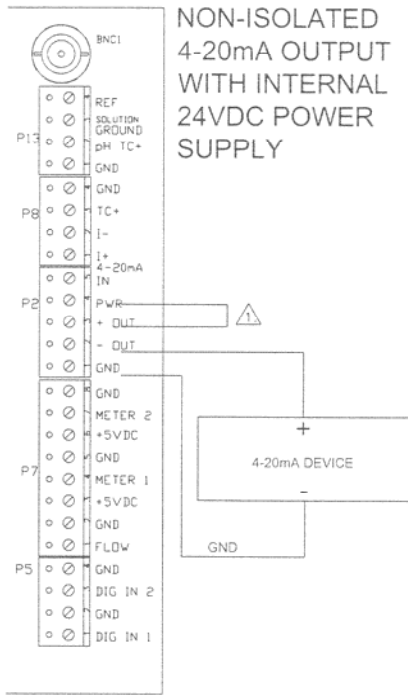 NON-ISOLATED
4-20mA OUTPUT
WITH INTERNAL
24VDC POWER
SUPPLY
BNC1
P13
REF
SOLUTION
GROUND
pH TC+
GND
P8
GND
TC+
I-
I+
P2
4-20mA
IN
PWR
+ OUT
- OUT
GND
1
P7
GND
METER 2
+5VDC
GND
METER 1
+5VDC
GND
FLOW
P5
GND
DIG IN 2
GND
DIG IN 1
+
4-20mA DEVICE
-
GND